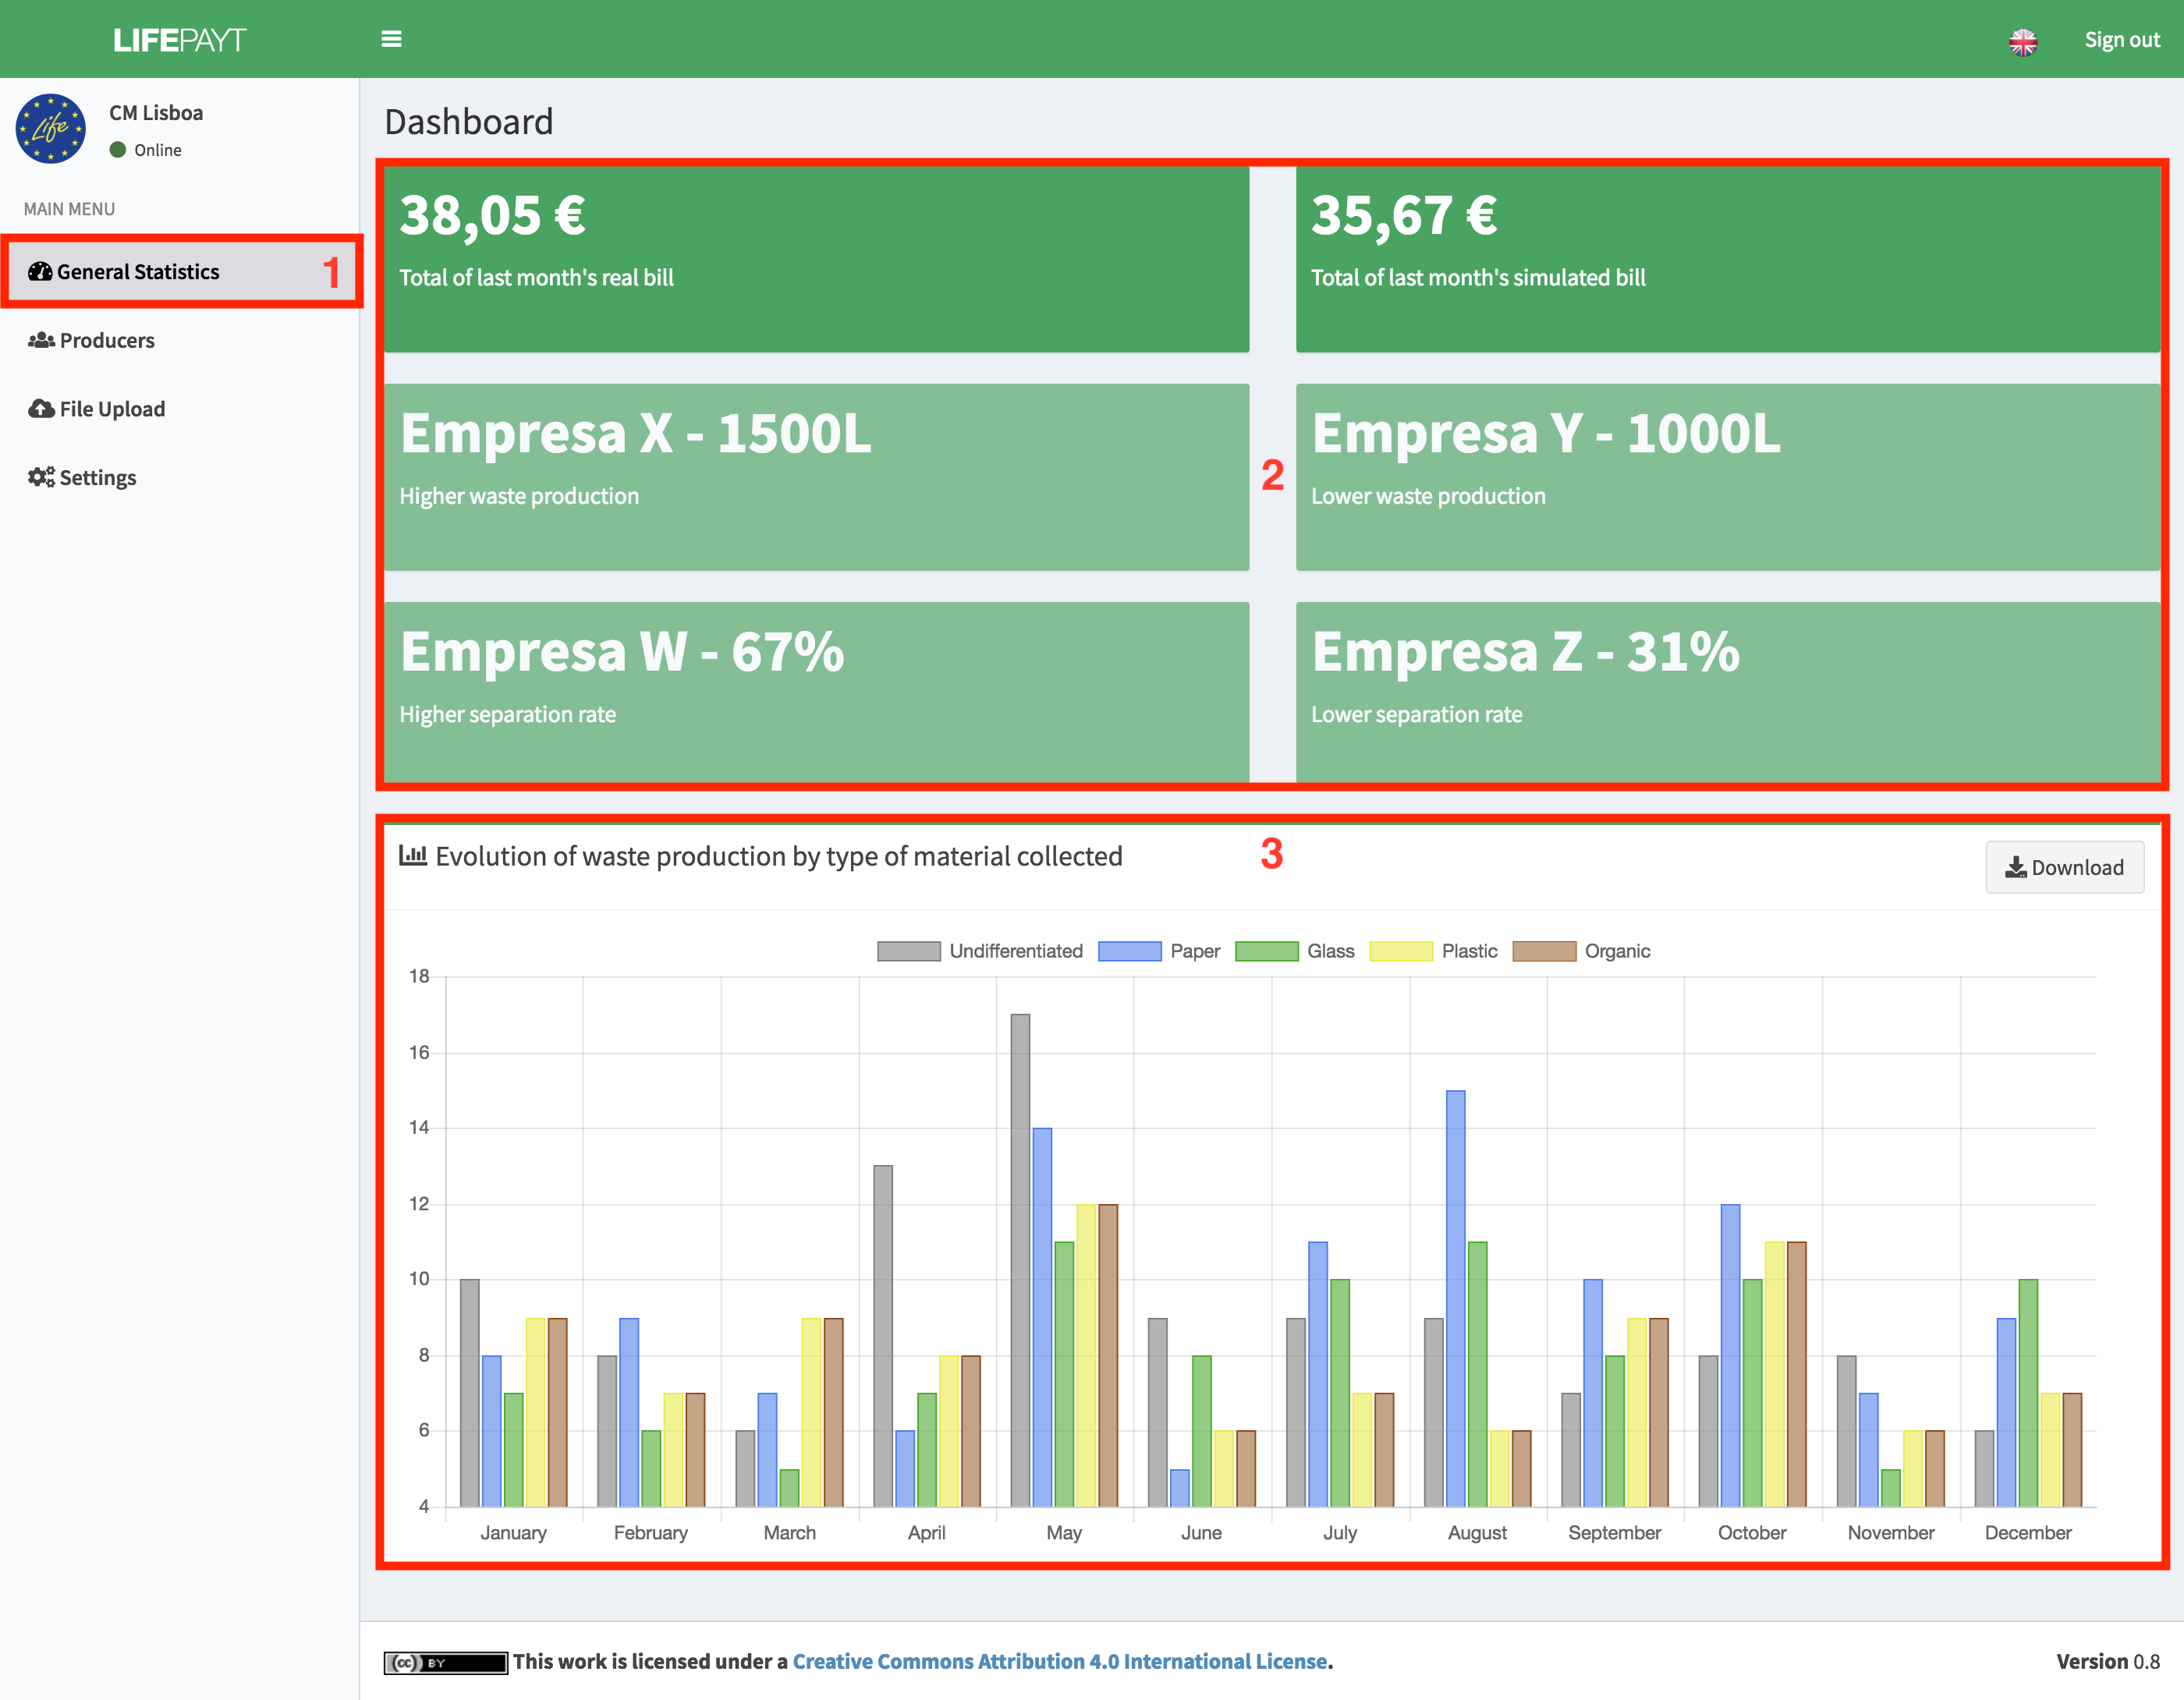 LIFEPAYT
Sign out
CM Lisboa
Online
MAIN MENU
General Statistics 1
Producers
File Upload
Settings
Dashboard
38,05 €
Total of last month's real bill
35,67 €
Total of last month's simulated bill
Empresa X - 1500L
Higher waste production
2
Empresa Y - 1000L
Lower waste production
Empresa W - 67%
Higher separation rate
Empresa Z - 31%
Lower separation rate
Evolution of waste production by type of material collected
3
Download
Undifferentiated Paper Glass Plastic Organic
18
16
14
12
10
8
6
4
January February March April May June July August September October November December
(cc) BY This work is licensed under a Creative Commons Attribution 4.0 International License.
Version 0.8
Life